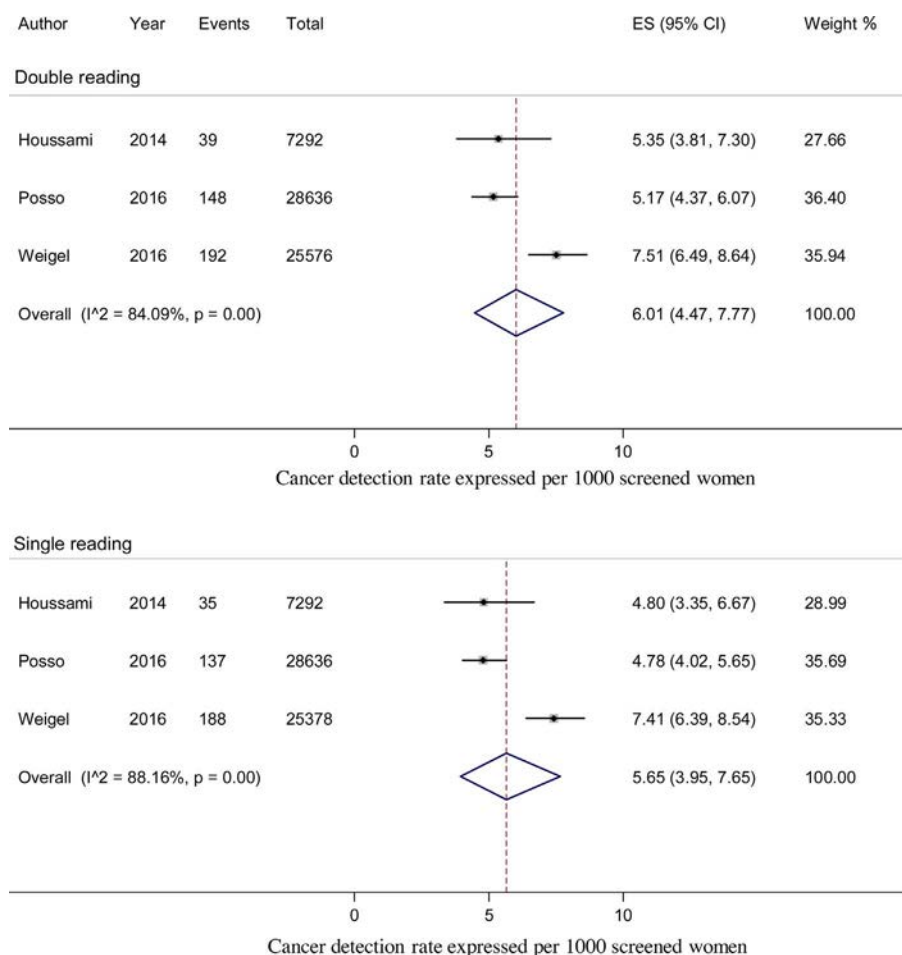 Author Year Events Total ES (95% CI) Weight %
Double reading
Houssami 2014 39 7292 5.35 (3.81, 7.30) 27.66
Posso 2016 148 28636 5.17 (4.37, 6.07) 36.40
Weigel 2016 192 25576 7.51 (6.49, 8.64) 35.94
Overall (I^2 = 84.09%, p = 0.00) 6.01 (4.47, 7.77) 100.00
0 5 10
Cancer detection rate expressed per 1000 screened women
Single reading
Houssami 2014 35 7292 4.80 (3.35, 6.67) 28.99
Posso 2016 137 28636 4.78 (4.02, 5.65) 35.69
Weigel 2016 188 25378 7.41 (6.39, 8.54) 35.33
Overall (I^2 = 88.16%, p = 0.00) 5.65 (3.95, 7.65) 100.00
0 5 10
Cancer detection rate expressed per 1000 screened women